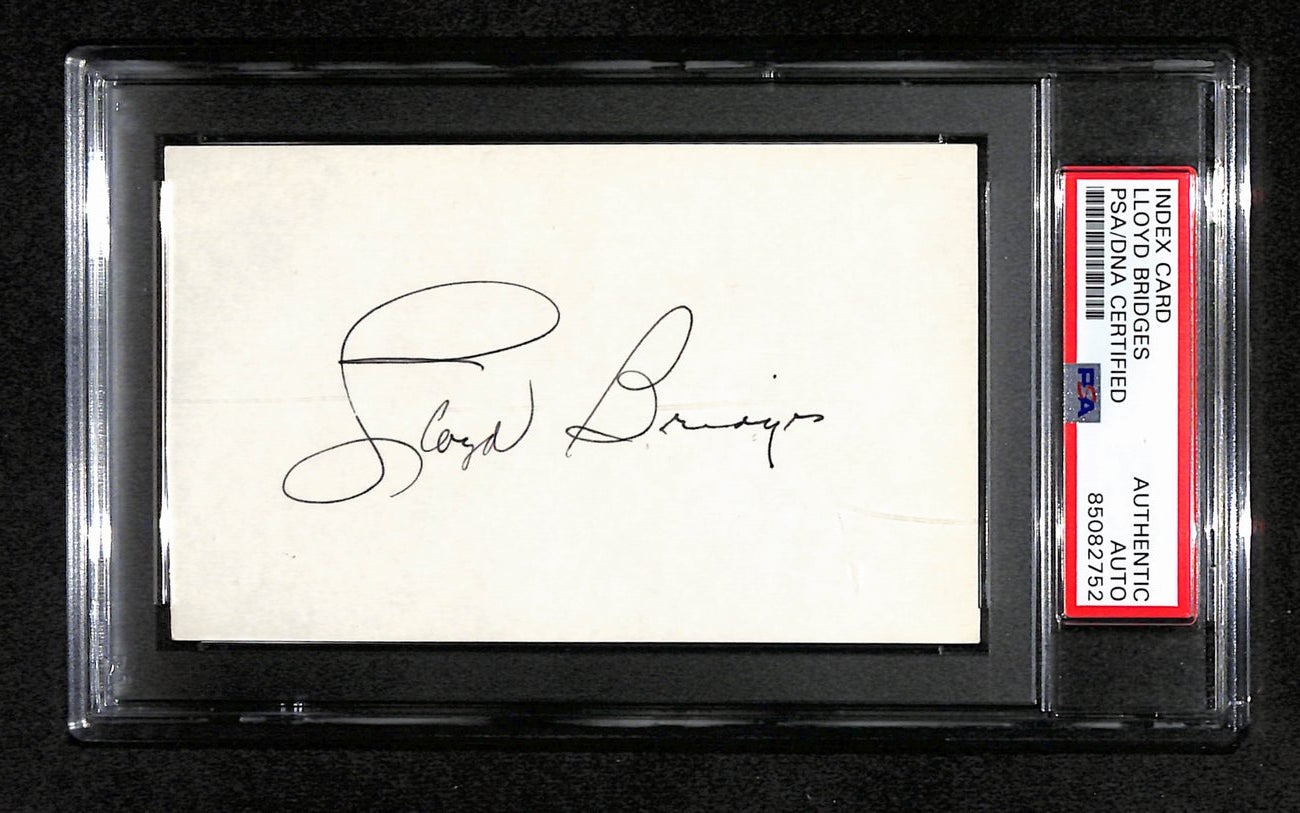 Lloyd Bridges
INDEX CARD
LLOYD BRIDGES
PSA/DNA CERTIFIED
PSA
AUTHENTIC
AUTO
85082752